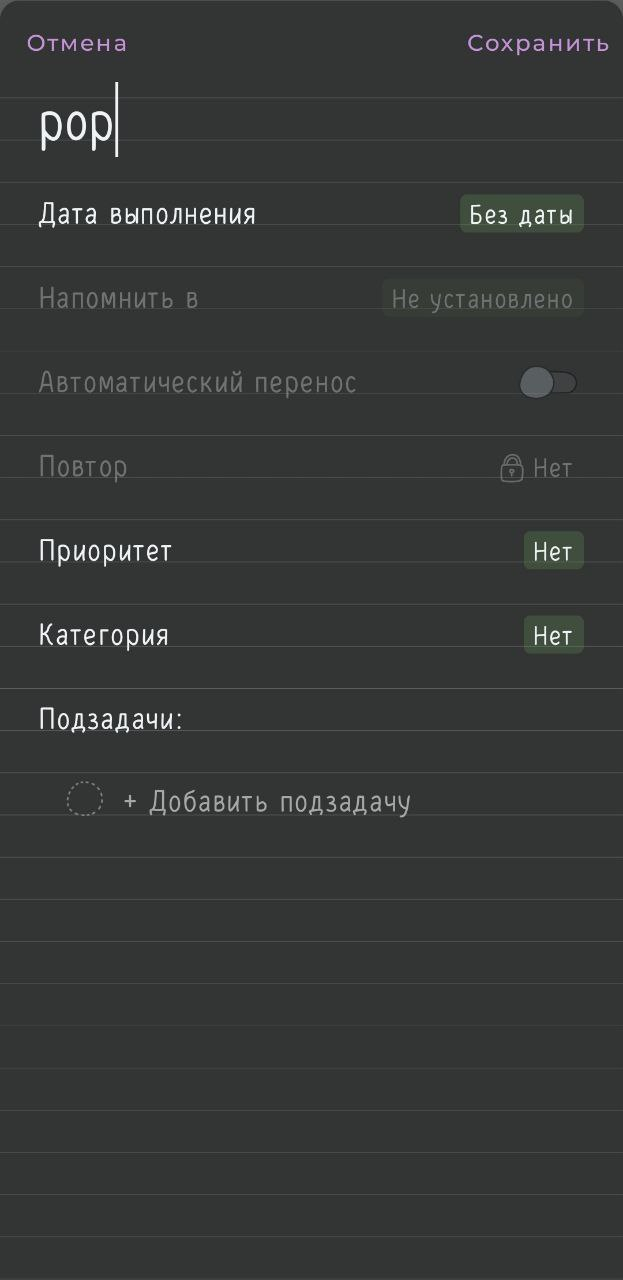 Отмена Сохранить
рор
Дата выполнения Без даты
Напомнить в Не установлено
Автоматический перенос
Повтор Нет
Приоритет Нет
Категория Нет
Подзадачи:
+ Добавить подзадачу